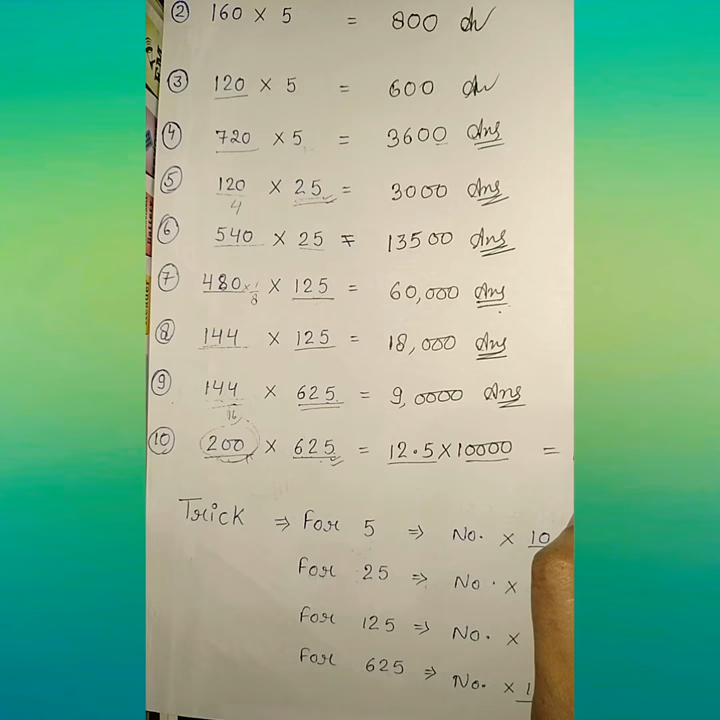 ② 160 × 5 = 800
③ 120 × 5 = 600
④ 720 × 5 = 3600 Ans
⑤ 120/4 × 25 = 3000 Ans
⑥ 540 × 25 = 13500 Ans
⑦ 480 × 1/8 × 125 = 60,000 Ans
⑧ 144 × 125 = 18,000 Ans
⑨ 144/16 × 625 = 9,0000 Ans
⑩ 200 × 625 = 12.5 × 10000 =
Trick ⇒ For 5 ⇒ No. × 10
For 25 ⇒ No. ×
For 125 ⇒ No. ×
For 625 ⇒ No. × 1